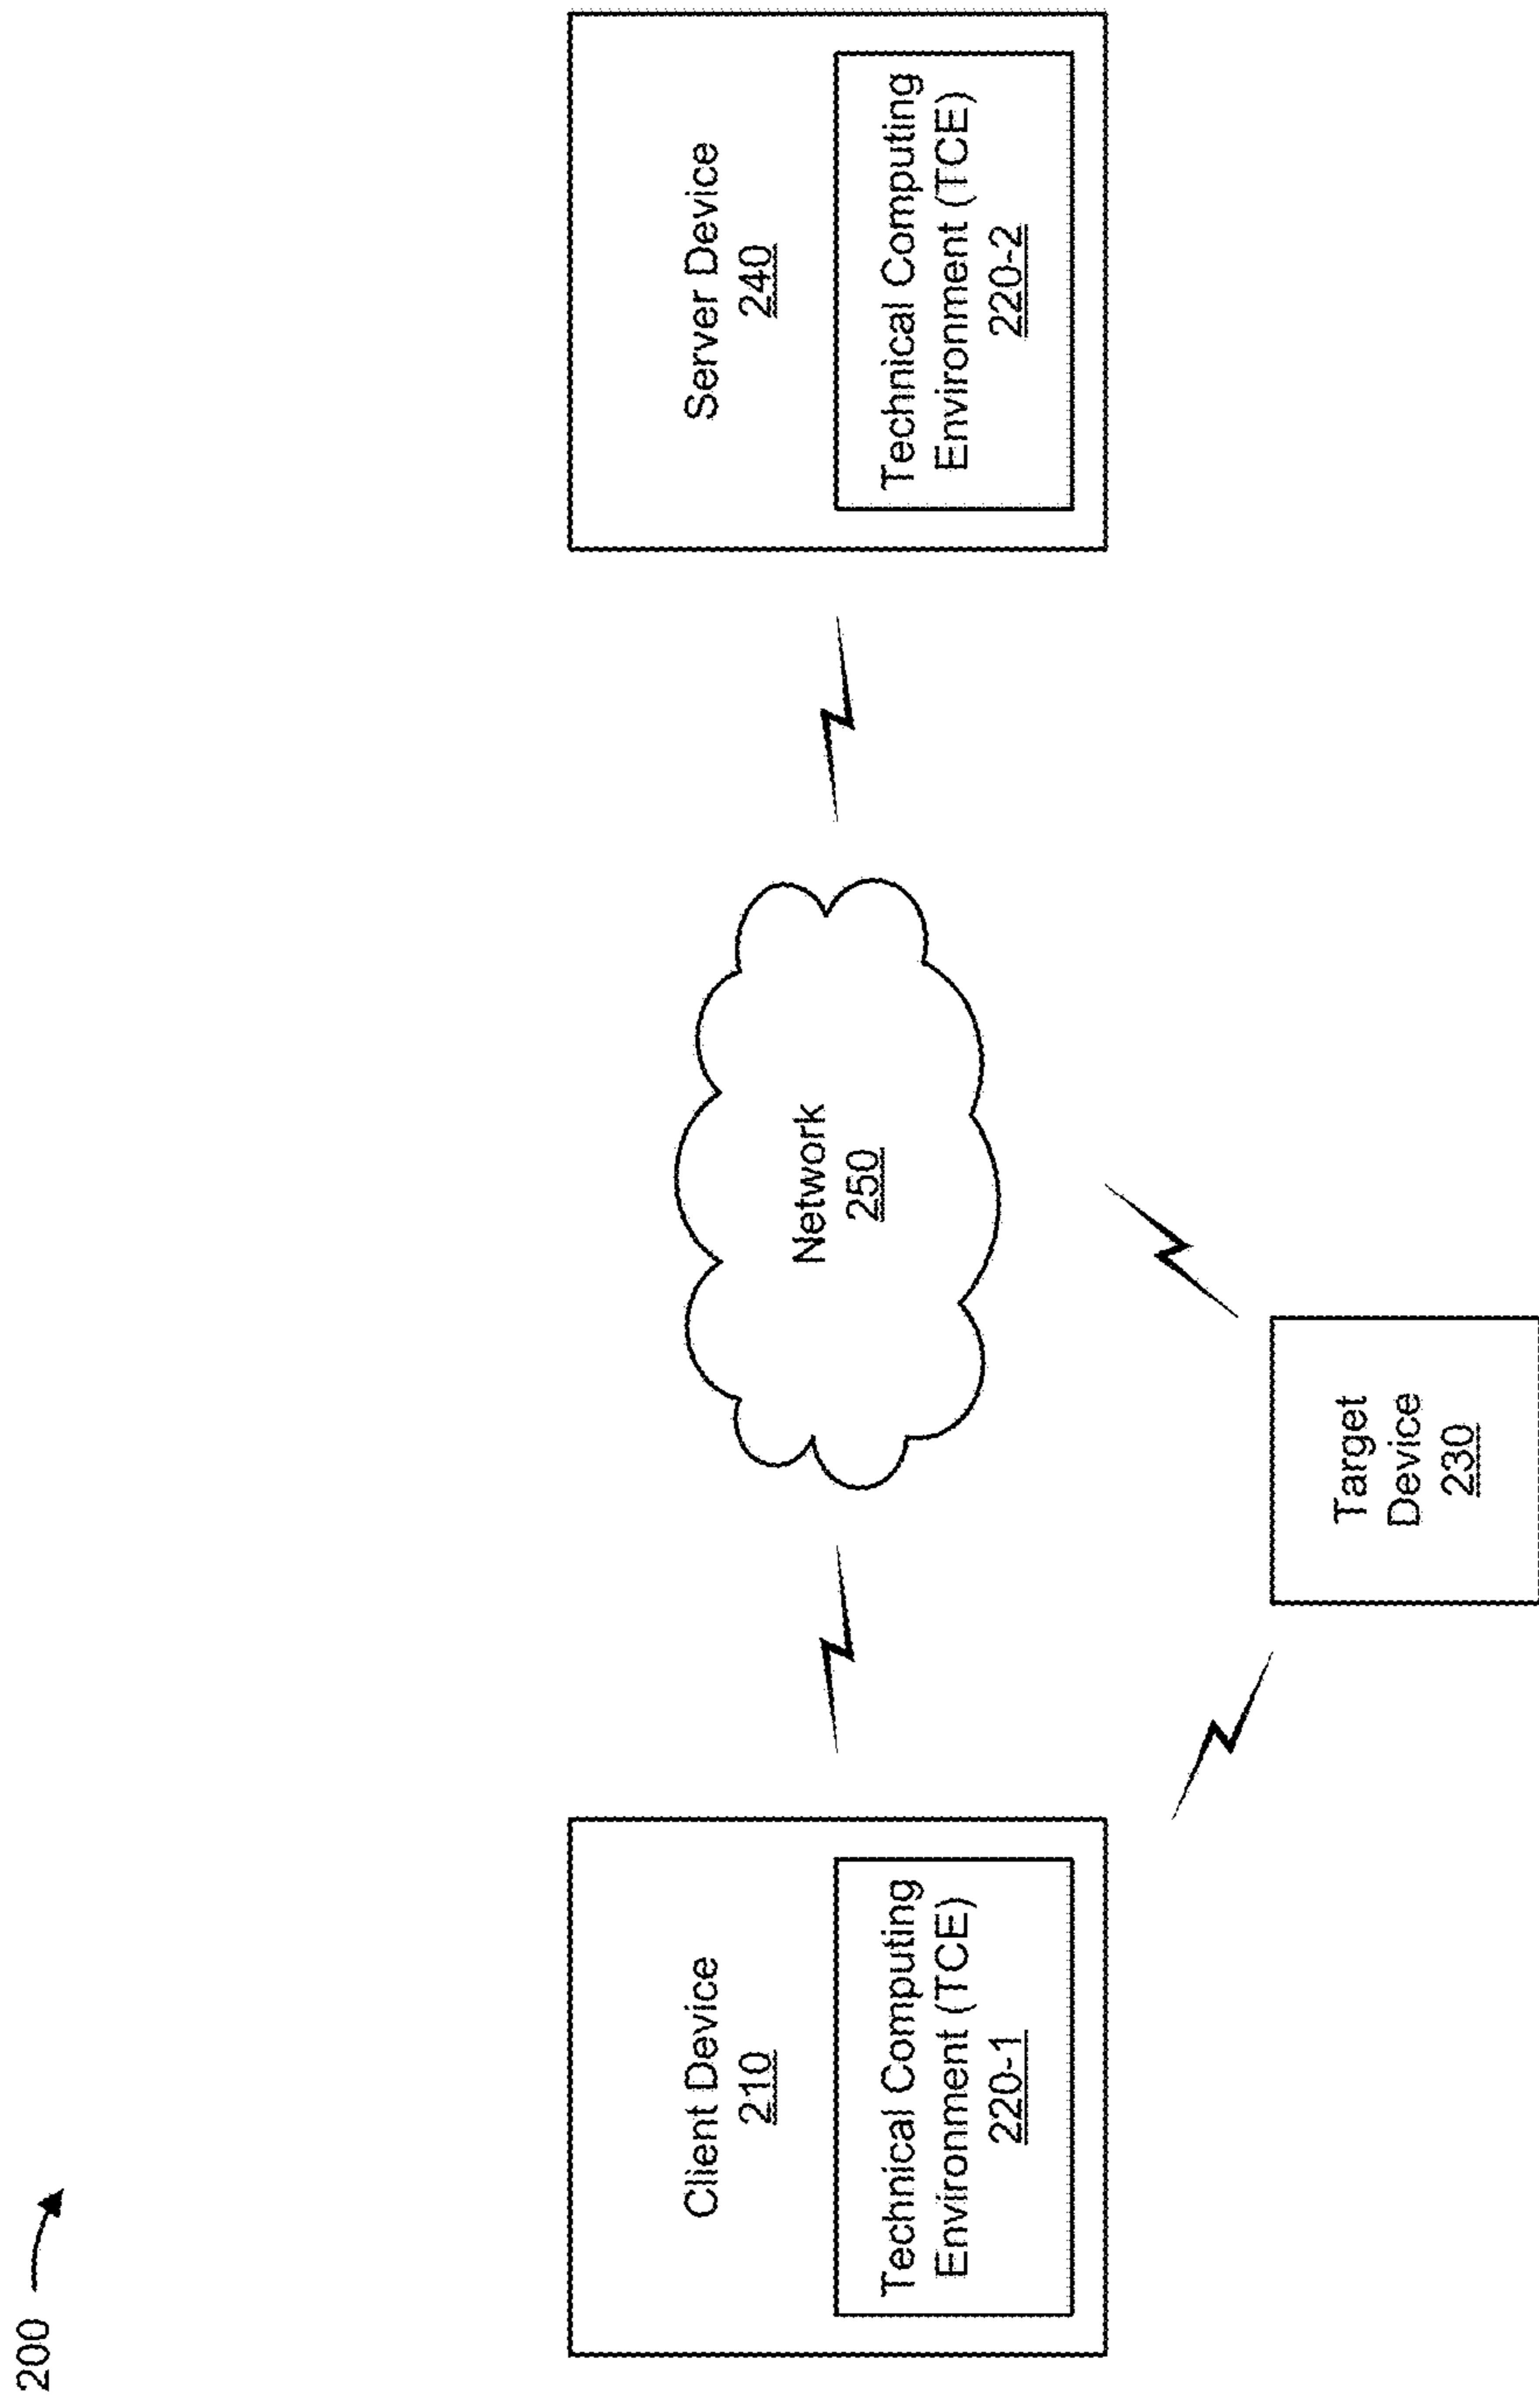 200
Client Device
210
Technical Computing
Environment (TCE)
220-1
Network
250
Server Device
240
Technical Computing
Environment (TCE)
220-2
Target
Device
230